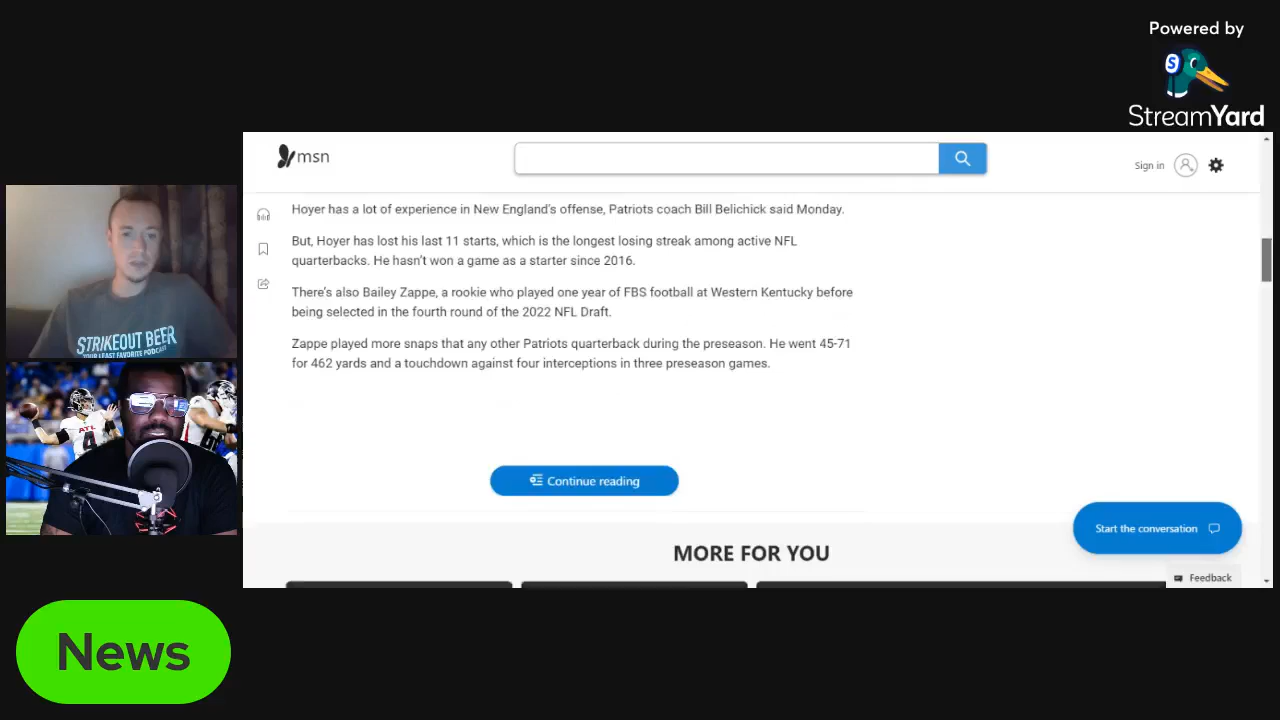 Powered by
StreamYard
msn
Sign in
Hoyer has a lot of experience in New England's offense, Patriots coach Bill Belichick said Monday.
But, Hoyer has lost his last 11 starts, which is the longest losing streak among active NFL
quarterbacks. He hasn't won a game as a starter since 2016.
There's also Bailey Zappe, a rookie who played one year of FBS football at Western Kentucky before
being selected in the fourth round of the 2022 NFL Draft.
Zappe played more snaps that any other Patriots quarterback during the preseason. He went 45-71
for 462 yards and a touchdown against four interceptions in three preseason games.
Continue reading
Start the conversation
MORE FOR YOU
Feedback
STRIKEOUT BEER
YOUR LEAST FAVORITE PODCAST
ATL
4
News